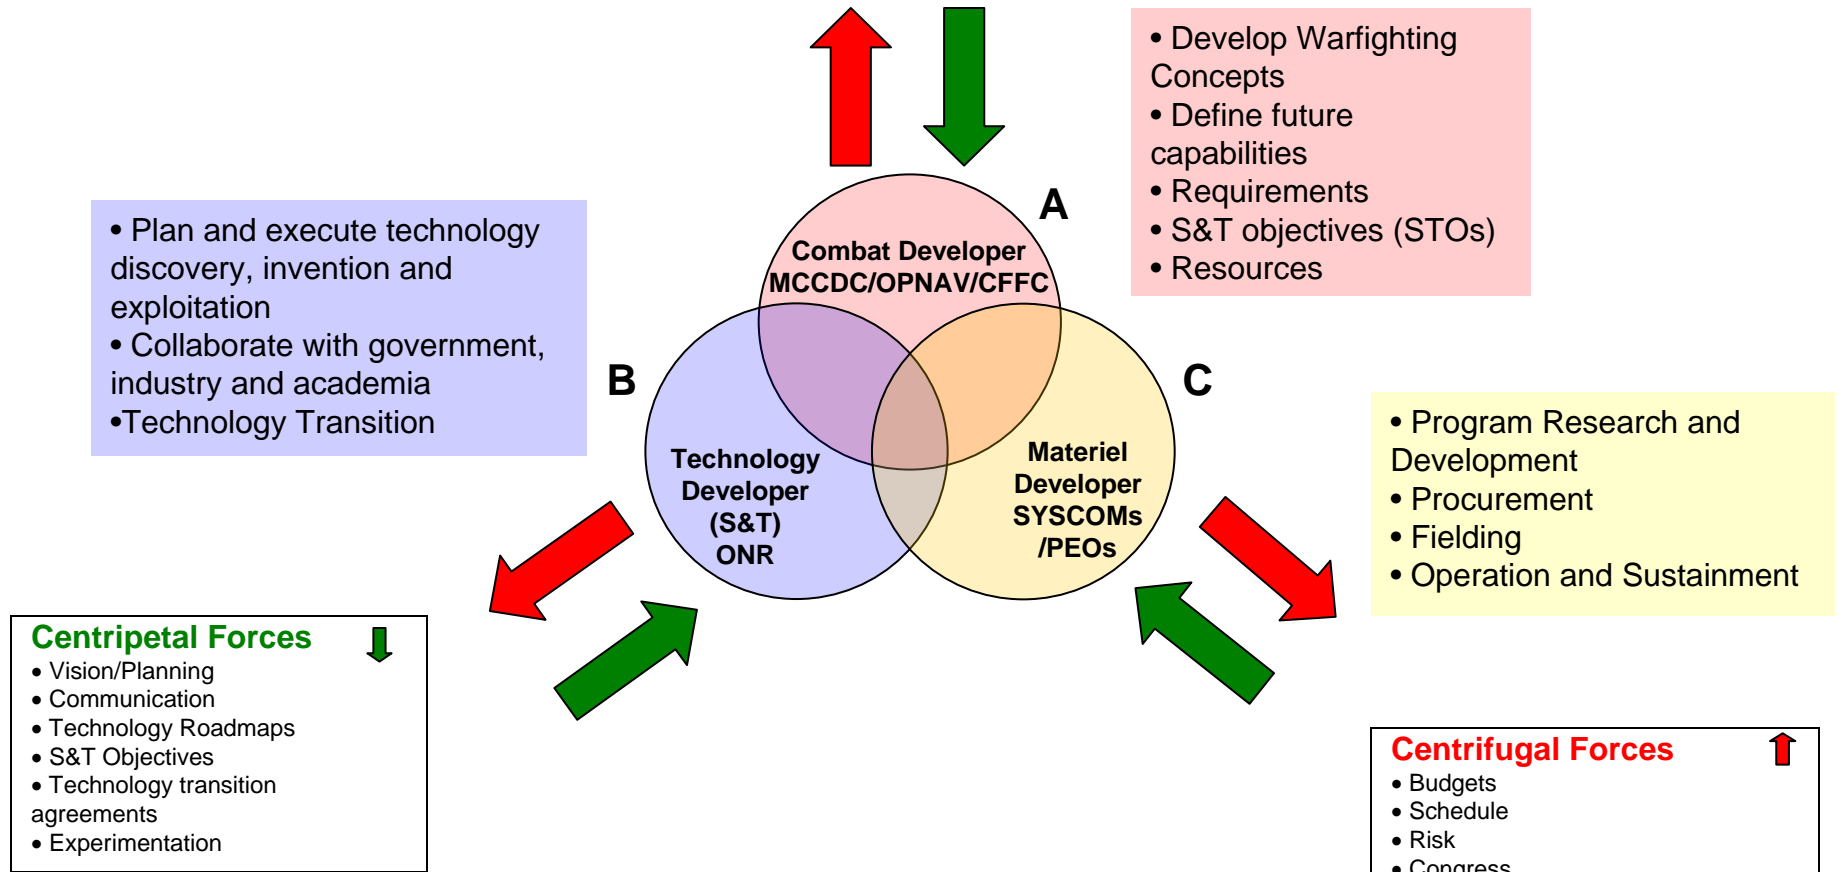 • Develop Warfighting
Concepts
• Define future
capabilities
• Requirements
• S&T objectives (STOs)
• Resources
A
Combat Developer
MCCDC/OPNAV/CFFC
• Plan and execute technology
discovery, invention and
exploitation
• Collaborate with government,
industry and academia
•Technology Transition
B
C
Technology
Developer
(S&T)
ONR
Materiel
Developer
SYSCOMs
/PEOs
• Program Research and
Development
• Procurement
• Fielding
• Operation and Sustainment
Centripetal Forces
• Vision/Planning
• Communication
• Technology Roadmaps
• S&T Objectives
• Technology transition
agreements
• Experimentation
Centrifugal Forces
• Budgets
• Schedule
• Risk
• Congress